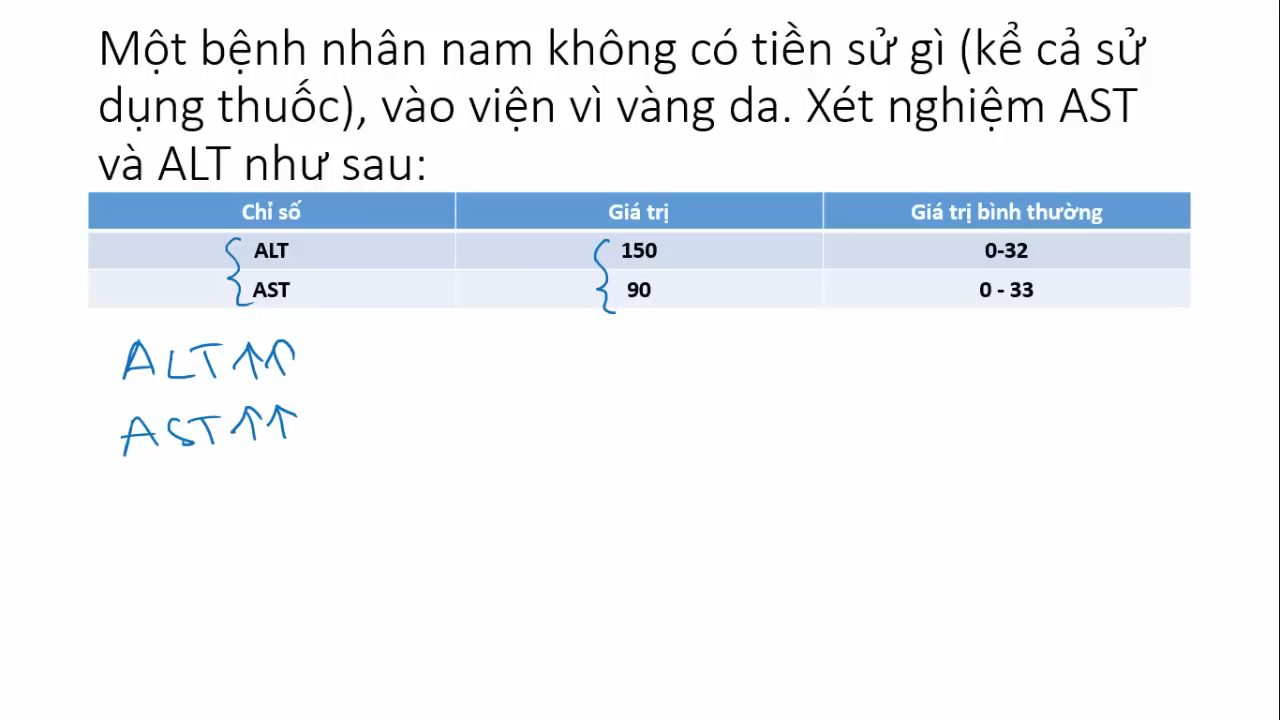 Một bệnh nhân nam không có tiền sử gì (kể cả sử
dụng thuốc), vào viện vì vàng da. Xét nghiệm AST
và ALT như sau:
Chỉ số Giá trị Giá trị bình thường
ALT 150 0-32
AST 90 0 - 33
ALT↑↑
AST↑↑